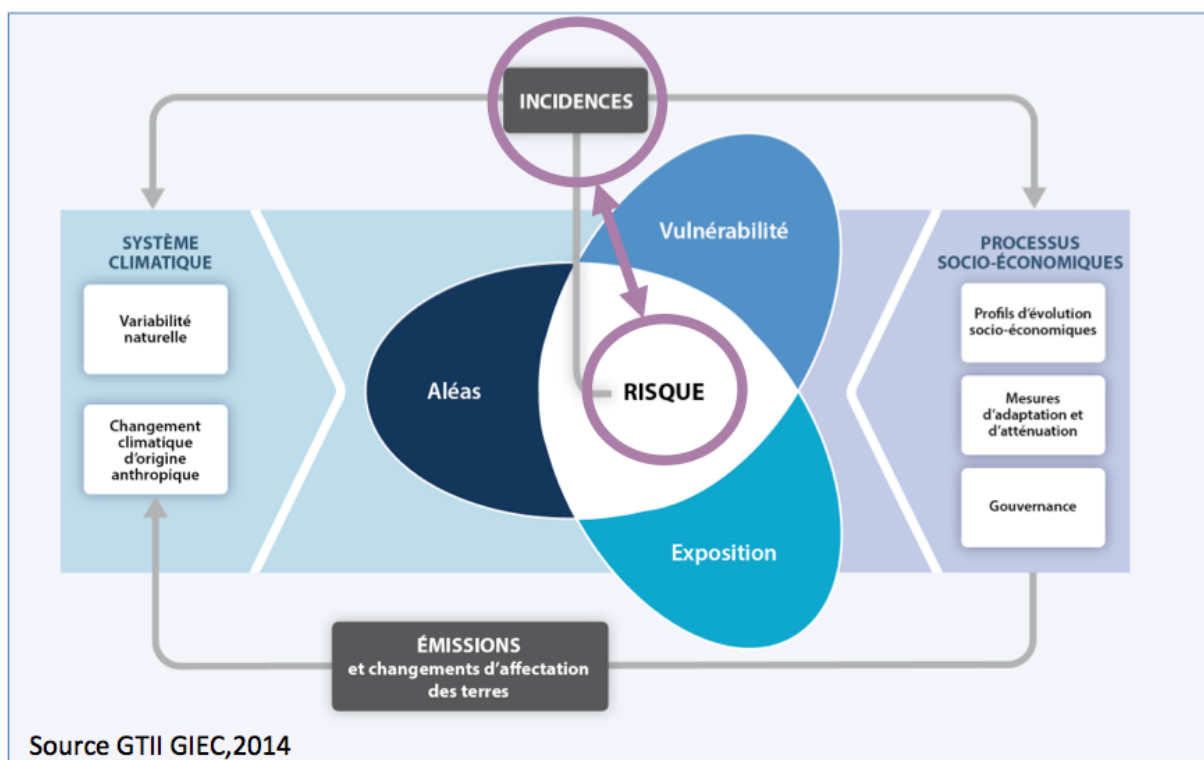 INCIDENCES
SYSTÈME
CLIMATIQUE
Variabilité
naturelle
Changement
climatique
d'origine
anthropique
Vulnérabilité
Aléas
RISQUE
Exposition
PROCESSUS
SOCIO-ÉCONOMIQUES
Profils d'évolution
socio-économiques
Mesures
d'adaptation et
d'atténuation
Gouvernance
ÉMISSIONS
et changements d'affectation
des terres
Source GTII GIEC,2014